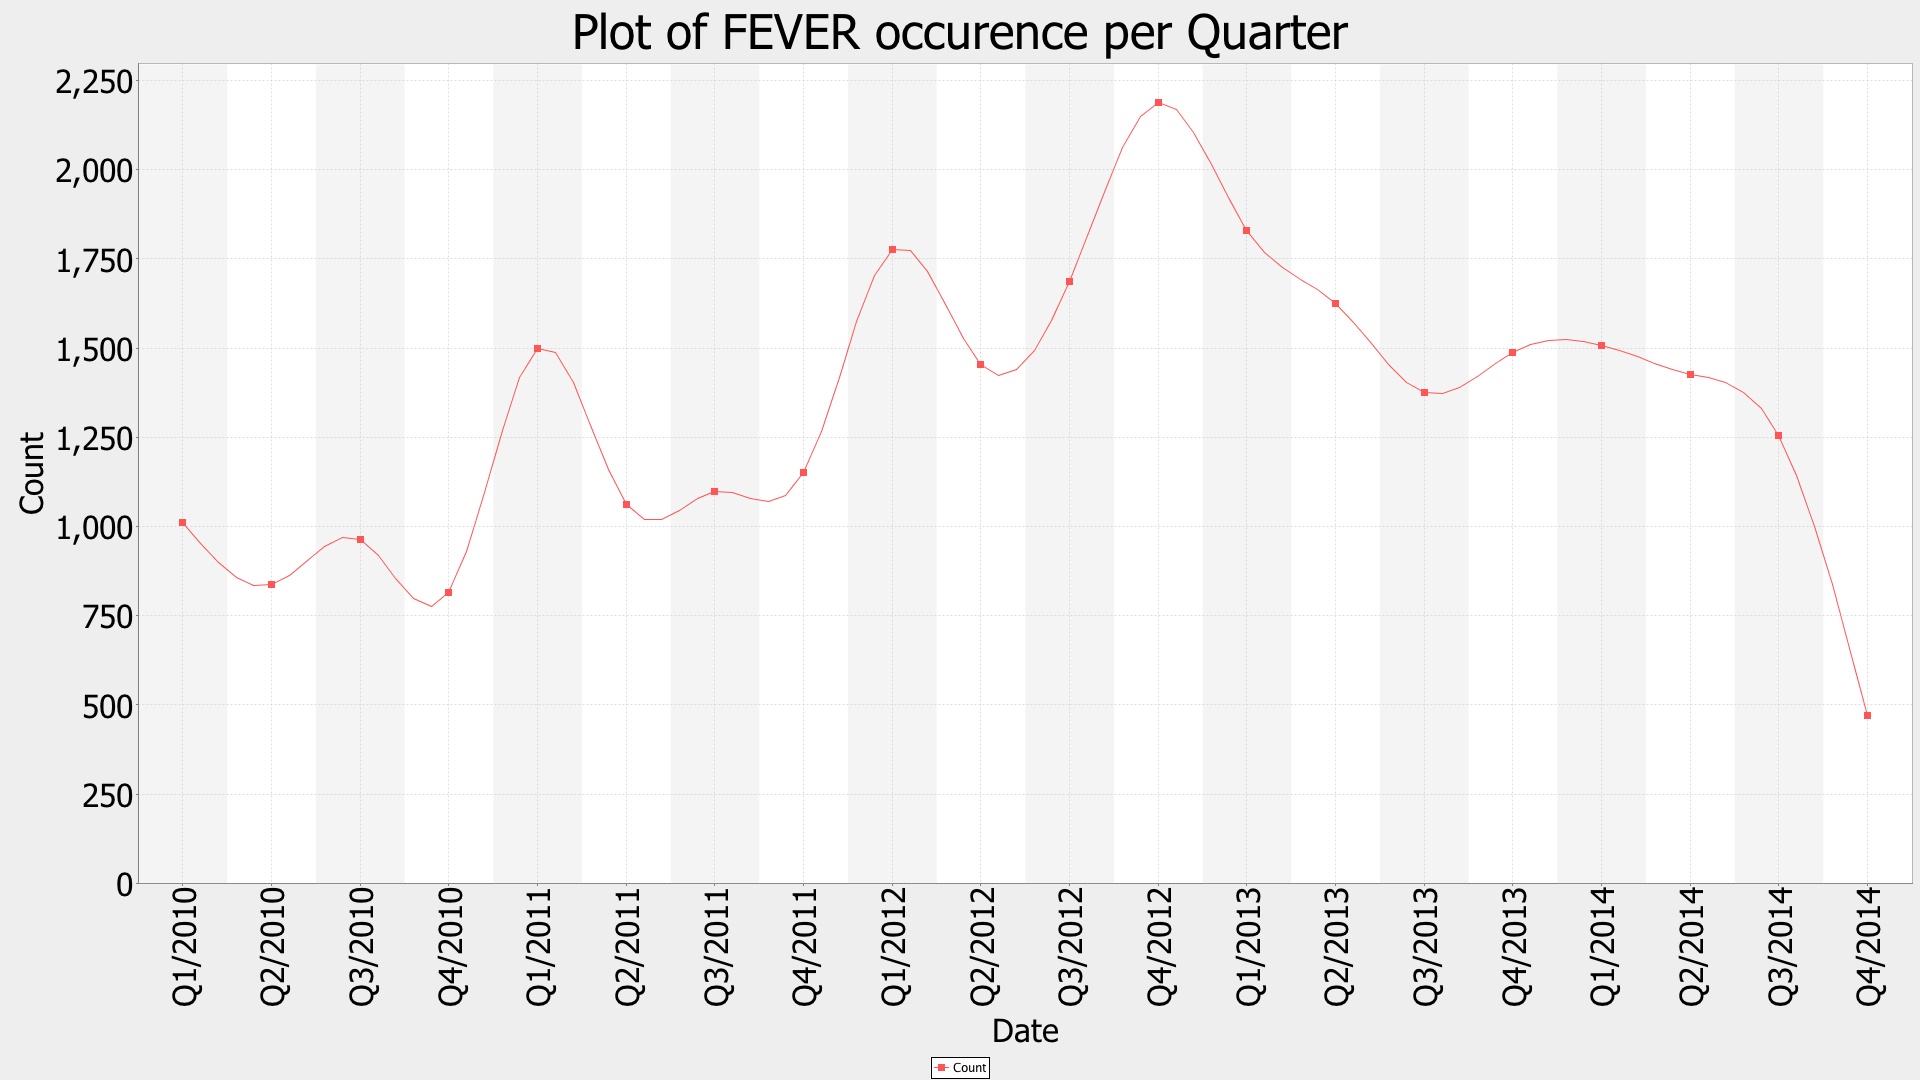 Plot of FEVER occurence per Quarter
2,250
2,000
1,750
1,500
1,250
1,000
750
500
250
0
Count
Q1/2010
Q2/2010
Q3/2010
Q4/2010
Q1/2011
Q2/2011
Q3/2011
Q4/2011
Q1/2012
Q2/2012
Q3/2012
Q4/2012
Q1/2013
Q2/2013
Q3/2013
Q4/2013
Q1/2014
Q2/2014
Q3/2014
Q4/2014
Date
Count